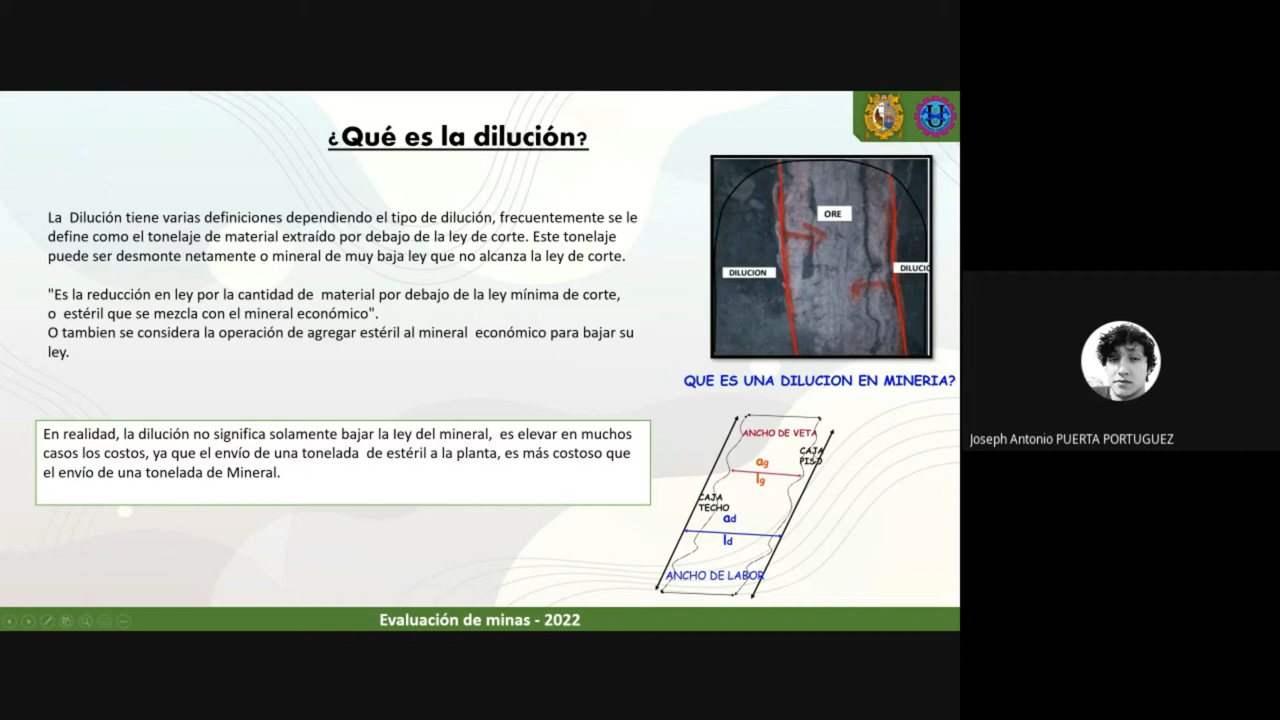 ¿Qué es la dilución?
La Dilución tiene varias definiciones dependiendo el tipo de dilución, frecuentemente se le
define como el tonelaje de material extraído por debajo de la ley de corte. Este tonelaje
puede ser desmonte netamente o mineral de muy baja ley que no alcanza la ley de corte.
"Es la reducción en ley por la cantidad de material por debajo de la ley mínima de corte,
o estéril que se mezcla con el mineral económico".
O tambien se considera la operación de agregar estéril al mineral económico para bajar su
ley.
En realidad, la dilución no significa solamente bajar la ley del mineral, es elevar en muchos
casos los costos, ya que el envío de una tonelada de estéril a la planta, es más costoso que
el envío de una tonelada de Mineral.
ORE
DILUCION
DILUCIO
QUE ES UNA DILUCION EN MINERIA?
ANCHO DE VETA
CAJA
PISO
ag
lg
CAJA
TECHO
ad
ld
ANCHO DE LABOR
Evaluación de minas - 2022
Joseph Antonio PUERTA PORTUGUEZ